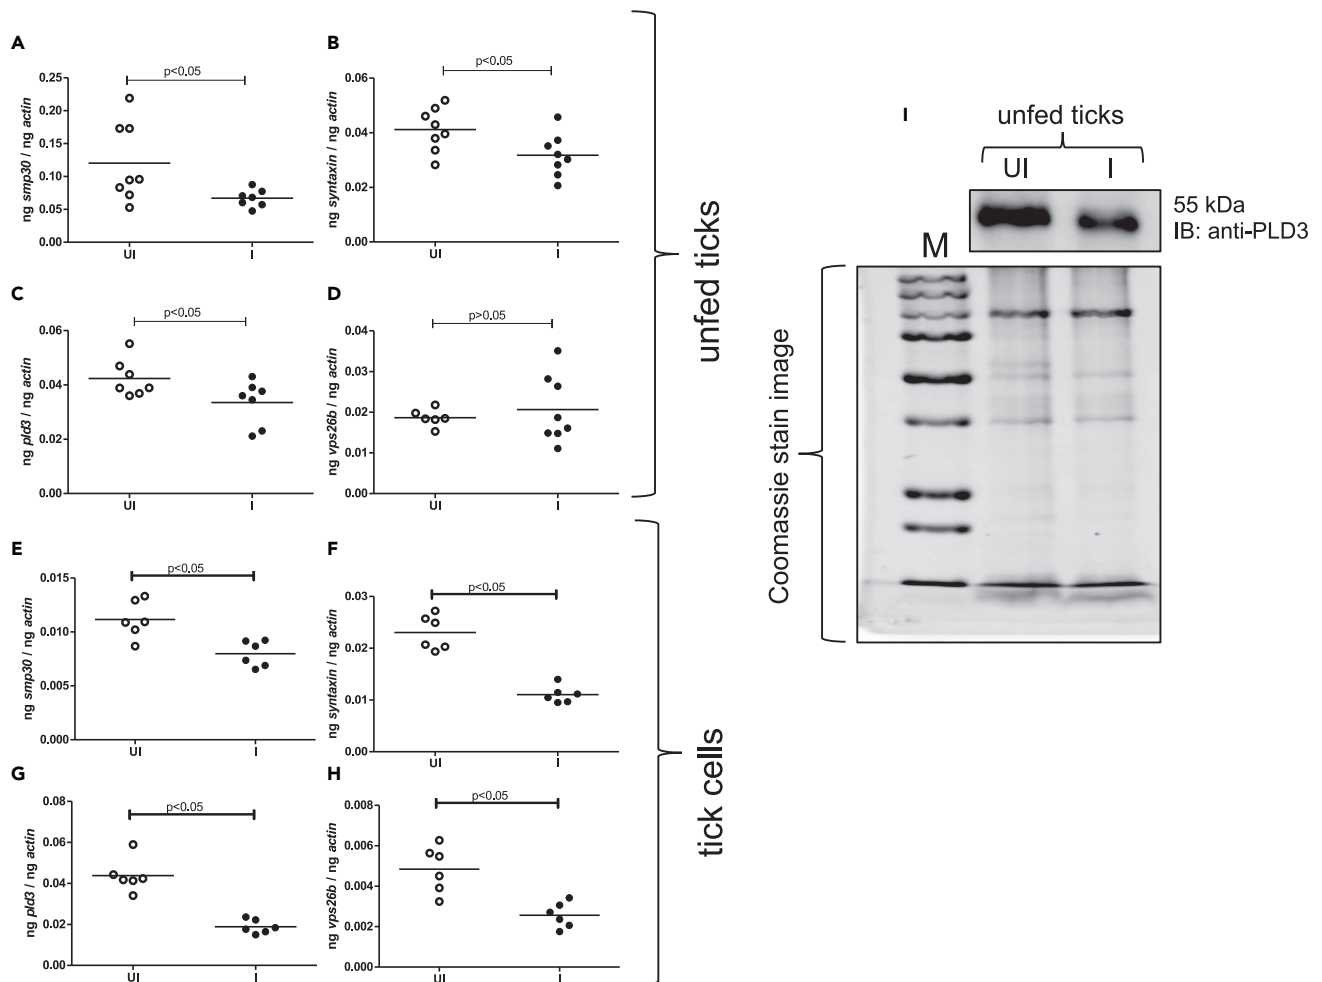 A
p<0.05
ng smp30 / ng actin
0.25
0.20
0.15
0.10
0.05
0.00
UI I
B
p<0.05
ng syntaxin / ng actin
0.06
0.04
0.02
0.00
UI I
C
p<0.05
ng pld3 / ng actin
0.06
0.04
0.02
0.00
UI I
D
p>0.05
ng vps26b / ng actin
0.04
0.03
0.02
0.01
0.00
UI I
unfed ticks
E
p<0.05
ng smp30 / ng actin
0.015
0.010
0.005
0.000
UI I
F
p<0.05
ng syntaxin / ng actin
0.03
0.02
0.01
0.00
UI I
G
p<0.05
ng pld3 / ng actin
0.08
0.06
0.04
0.02
0.00
UI I
H
p<0.05
ng vps26b / ng actin
0.008
0.006
0.004
0.002
0.000
UI I
tick cells
I
unfed ticks
UI I
55 kDa
IB: anti-PLD3
M
Coomassie stain image